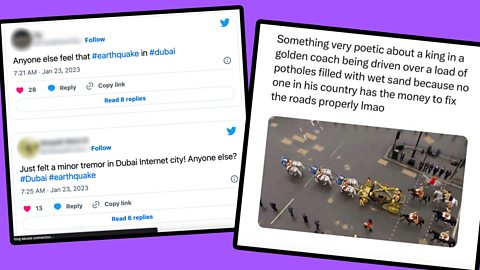 Follow
Anyone else feel that #earthquake in #dubai
7:21 AM · Jan 23, 2023
28 Reply Copy link
Read 8 replies
Follow
Just felt a minor tremor in Dubai Internet city! Anyone else?
#Dubai #earthquake
7:25 AM · Jan 23, 2023
13 Reply Copy link
Read 6 replies
Something very poetic about a king in a
golden coach being driven over a load of
potholes filled with wet sand because no
one in his country has the money to fix
the roads properly lmao